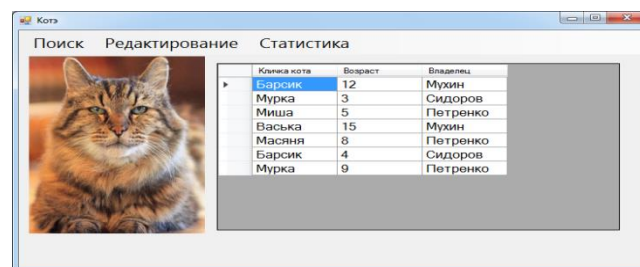 Котэ
Поиск Редактирование Статистика
Кличка кота Возраст Владелец
Барсик 12 Мухин
Мурка 3 Сидоров
Миша 5 Петренко
Васька 15 Мухин
Масяня 8 Петренко
Барсик 4 Сидоров
Мурка 9 Петренко